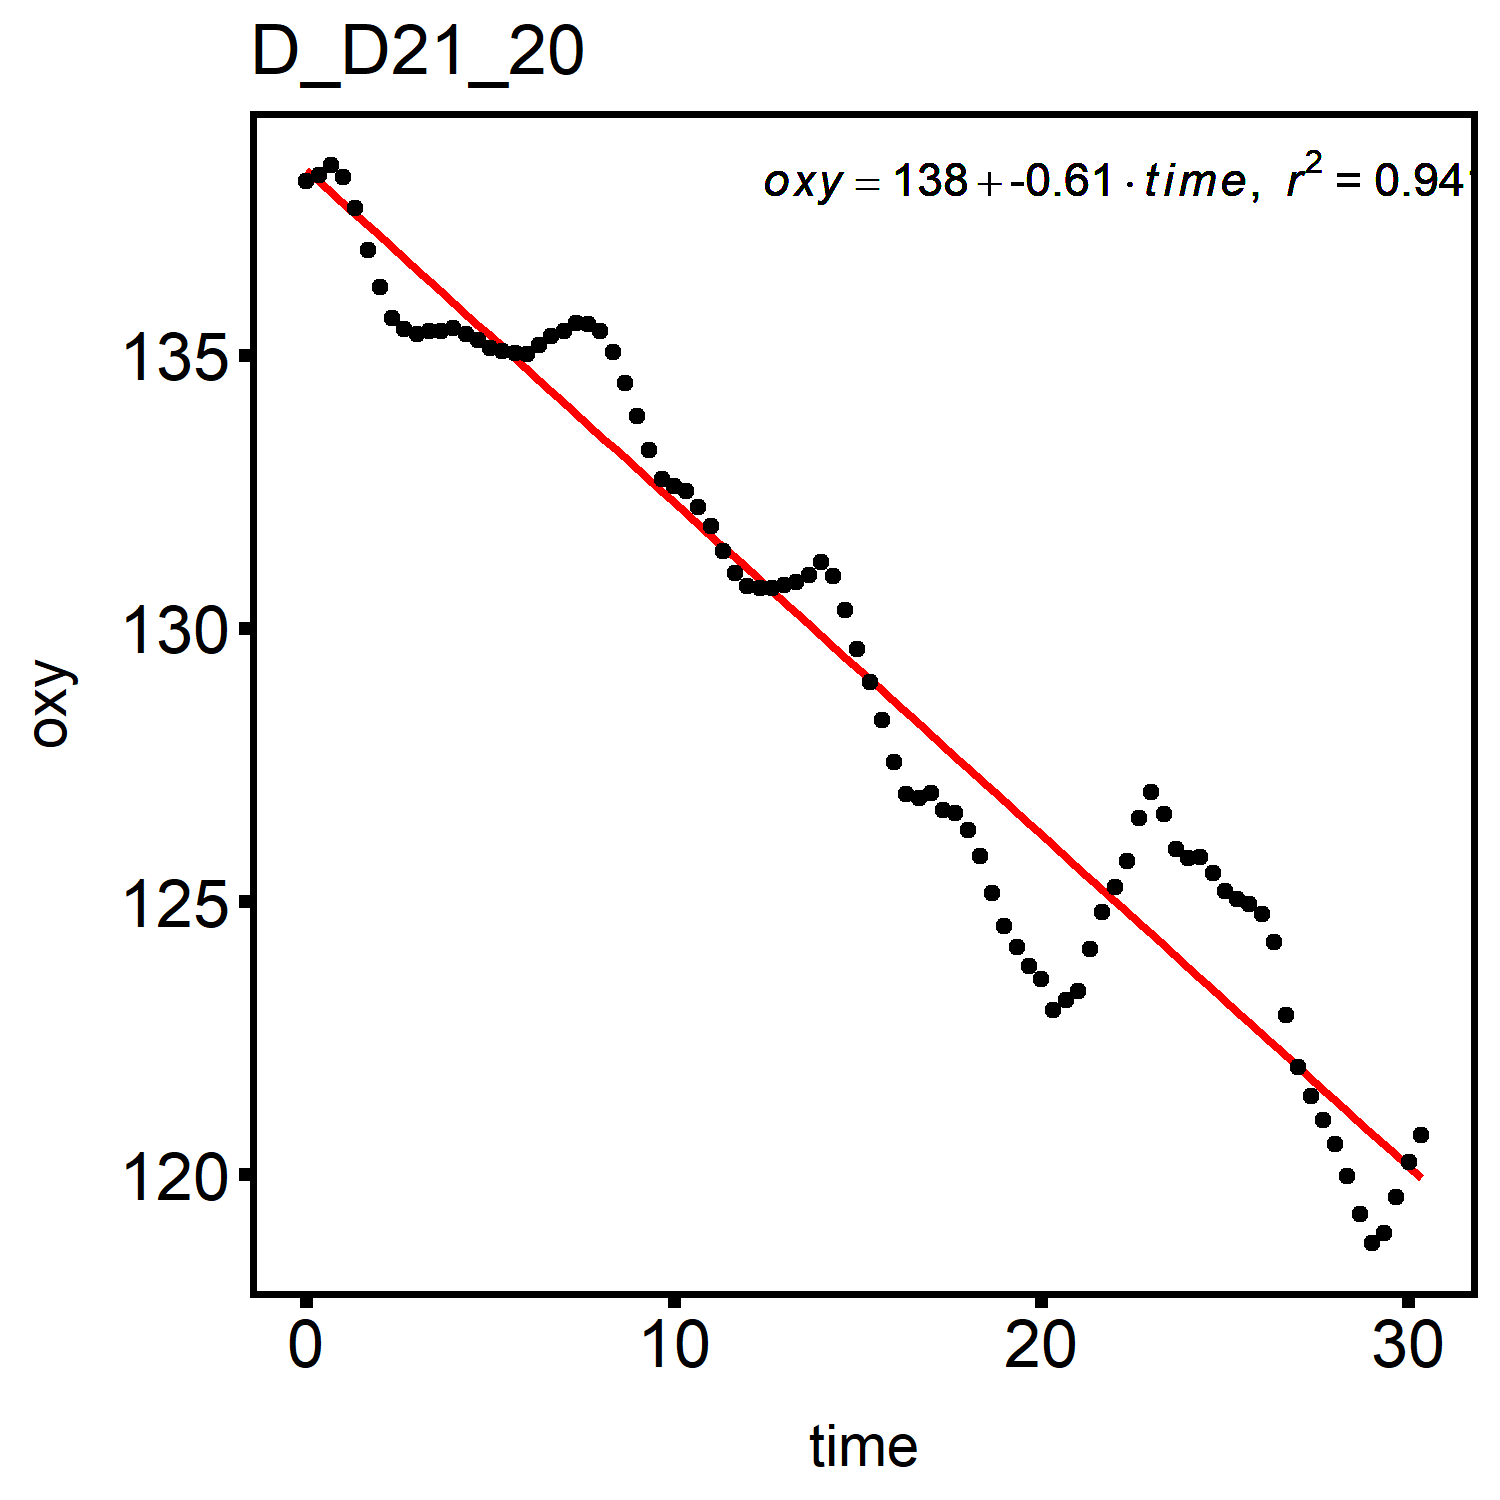 D_D21_20
oxy = 138 + -0.61 · time, r² = 0.94
135
130
125
120
oxy
0 10 20 30
time